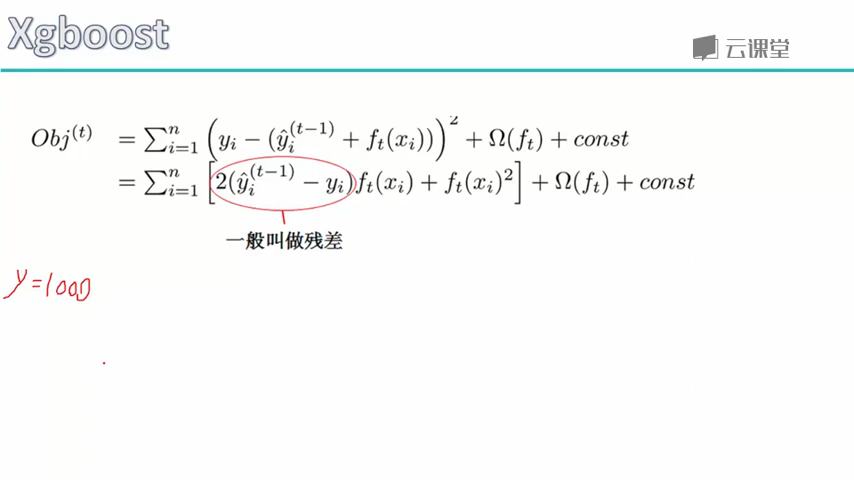 Xgboost
云课堂
Obj^{(t)} = \sum_{i=1}^{n} \left( y_i - (\hat{y}_i^{(t-1)} + f_t(x_i)) \right)^2 + Ω(f_t) + const
= \sum_{i=1}^{n} \left[ 2(\hat{y}_i^{(t-1)} - y_i) f_t(x_i) + f_t(x_i)^2 \right] + Ω(f_t) + const
一般叫做残差
y=1000